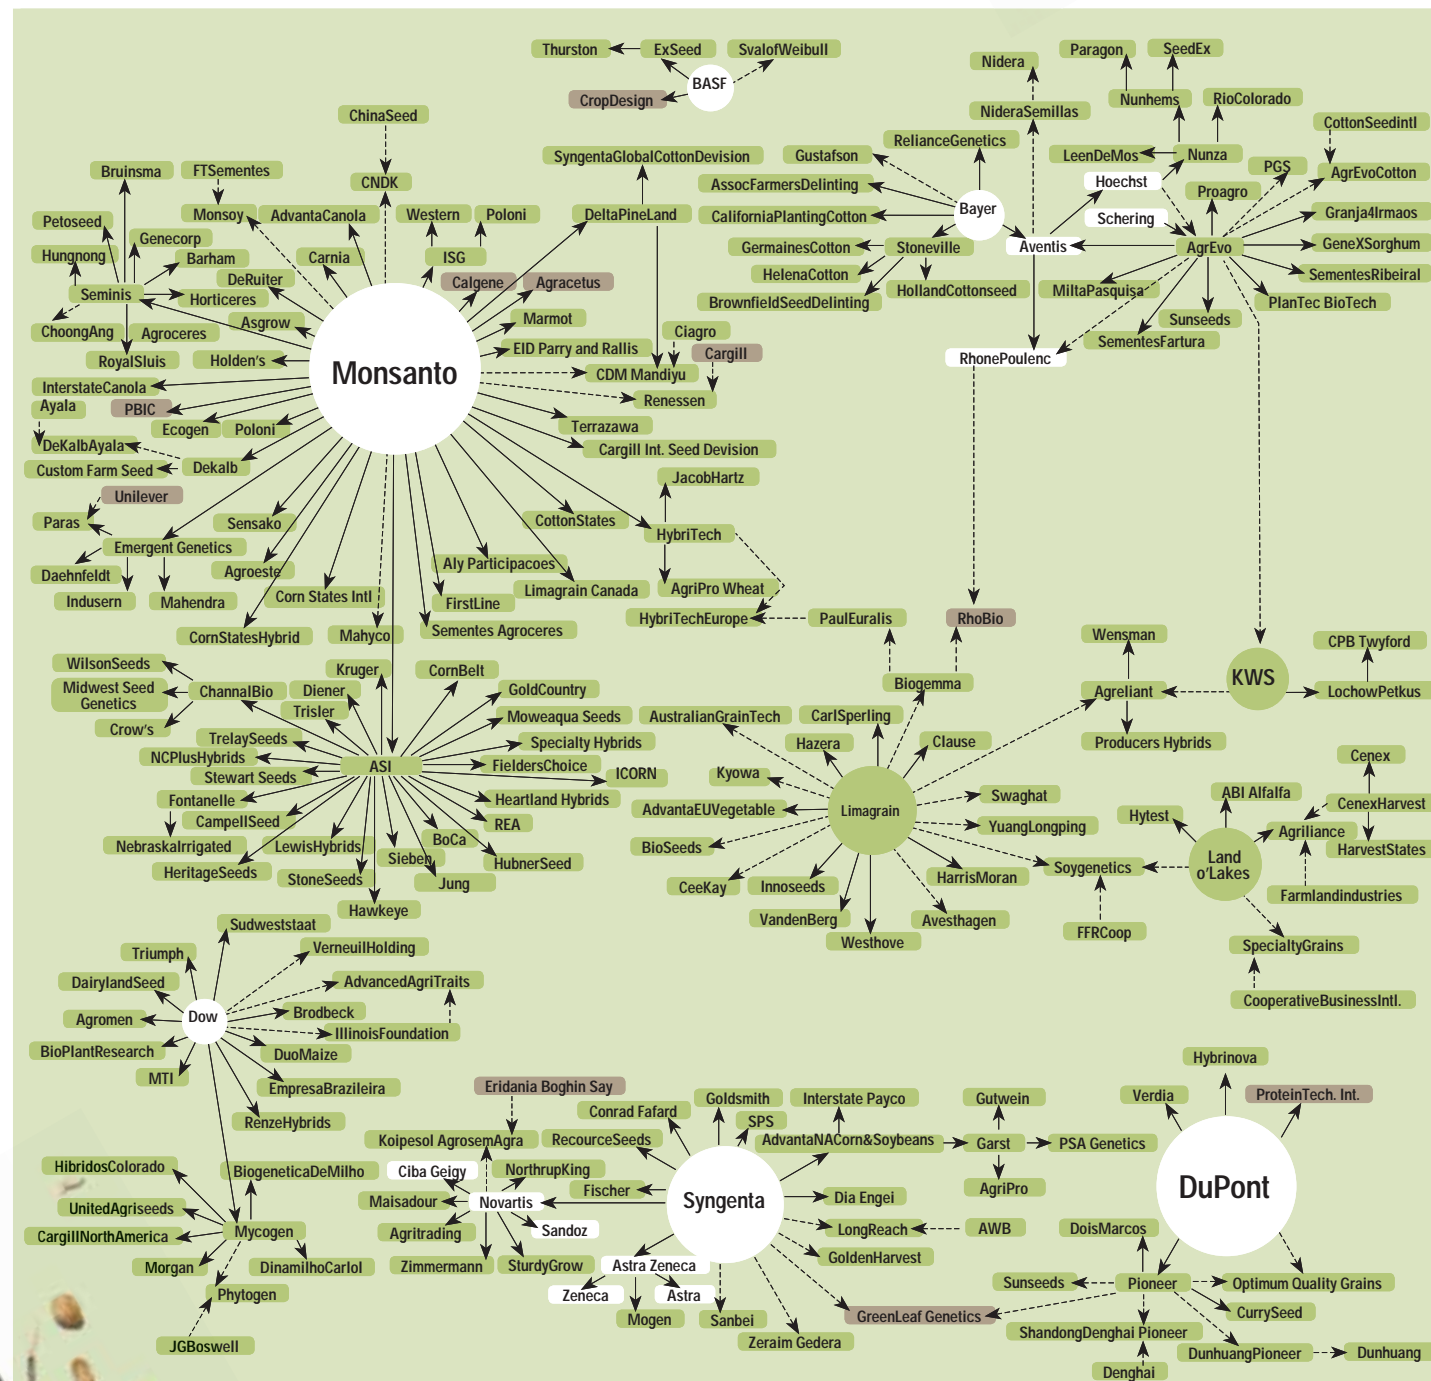 Thurston
ExSeed
SvalofWeibull
BASF
CropDesign
Nidera
Paragon
SeedEx
Nunhems
RioColorado
NideraSemillas
CottonSeedintl
ChinaSeed
RelianceGenetics
Gustafson
LeenDeMos
Nunza
SyngentaGlobalCottonDevision
PGS
AgrEvoCotton
Bruinsma
FTSementes
CNDK
AssocFarmersDelinting
Hoechst
Proagro
Bayer
Petoseed
Monsoy
AdvantaCanola
Western
Poloni
DeltaPineLand
CaliforniaPlantingCotton
Schering
Granja4Irmaos
Genecorp
Hungnong
Barham
Carnia
ISG
GermainesCotton
Stoneville
Aventis
AgrEvo
GeneXSorghum
DeRuiter
Calgene
Agracetus
HelenaCotton
SementesRibeiral
Seminis
Horticeres
HollandCottonseed
MiltaPasquisa
PlanTec BioTech
BrownfieldSeedDelinting
Asgrow
Marmot
Sunseeds
ChoongAng
Agroceres
Ciagro
SementesFartura
RoyalSluis
Holden's
EID Parry and Rallis
Cargill
RhonePoulenc
Monsanto
CDM Mandiyu
InterstateCanola
Renessen
Ayala
PBIC
Ecogen
Poloni
Terrazawa
DeKalbAyala
Cargill Int. Seed Devision
Custom Farm Seed
Dekalb
JacobHartz
Unilever
Paras
Sensako
CottonStates
HybriTech
Emergent Genetics
Aly Participacoes
Daehnfeldt
Agroeste
AgriPro Wheat
Indusern
Mahendra
Corn States Intl
FirstLine
Limagrain Canada
HybriTechEurope
PaulEuralis
RhoBio
CornStatesHybrid
Mahyco
Sementes Agroceres
Wensman
CPB Twyford
WilsonSeeds
Kruger
CornBelt
KWS
Midwest Seed
Genetics
ChannalBio
Diener
GoldCountry
Biogemma
Agreliant
LochowPetkus
Trisler
Moweaqua Seeds
AustralianGrainTech
CarlSperling
Crow's
TrelaySeeds
Specialty Hybrids
Hazera
Clause
Producers Hybrids
NCPlusHybrids
ASI
FieldersChoice
Cenex
Stewart Seeds
ICORN
Kyowa
Fontanelle
Heartland Hybrids
AdvantaEUVegetable
Limagrain
Swaghat
ABI Alfalfa
CenexHarvest
CampellSeed
REA
YuangLongping
Hytest
Agriliance
NebraskaIrrigated
LewisHybrids
BoCa
BioSeeds
HarvestStates
HeritageSeeds
Sieben
HubnerSeed
Land
o'Lakes
StoneSeeds
Jung
CeeKay
Innoseeds
HarrisMoran
Soygenetics
Farmlandindustries
Hawkeye
VandenBerg
Avesthagen
FFRCoop
Sudweststaat
Westhove
SpecialtyGrains
Triumph
VerneuilHolding
DairylandSeed
AdvancedAgriTraits
CooperativeBusinessIntl.
Agromen
Dow
Brodbeck
IllinoisFoundation
BioPlantResearch
DuoMaize
Hybrinova
MTI
EmpresaBrazileira
Eridania Boghin Say
Goldsmith
Interstate Payco
Gutwein
Verdia
ProteinTech. Int.
RenzeHybrids
Conrad Fafard
SPS
Koipesol AgrosemAgra
RecourseSeeds
AdvantaNACorn&Soybeans
Garst
PSA Genetics
HibridosColorado
BiogeneticaDeMilho
Ciba Geigy
NorthrupKing
Fischer
AgriPro
DuPont
UnitedAgriseeds
Maisadour
Novartis
Syngenta
Dia Engei
CargillNorthAmerica
Mycogen
Agritrading
Sandoz
LongReach
AWB
DoisMarcos
Morgan
DinamilhoCarlol
Zimmermann
SturdyGrow
Astra Zeneca
GoldenHarvest
Phytogen
Zeneca
Astra
Sunseeds
Pioneer
Optimum Quality Grains
Mogen
Sanbei
GreenLeaf Genetics
CurrySeed
JGBoswell
Zeraim Gedera
ShandongDenghai Pioneer
DunhuangPioneer
Dunhuang
Denghai